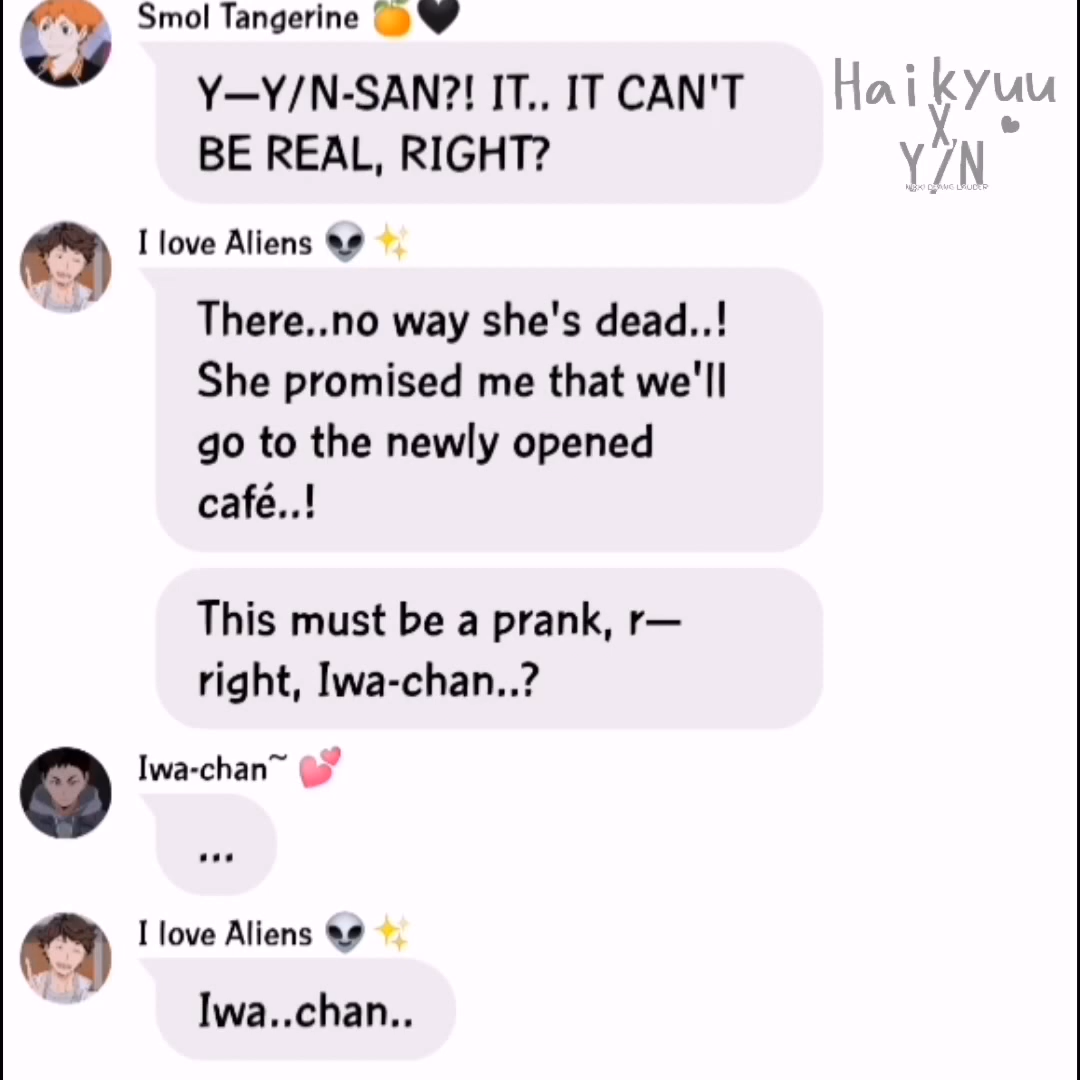 Smol Tangerine 🍊🖤
Y—Y/N-SAN?! IT.. IT CAN'T
BE REAL, RIGHT?
Haikyuu
X
Y/N
I love Aliens 👽✨
There..no way she's dead..!
She promised me that we'll
go to the newly opened
café..!
This must be a prank, r—
right, Iwa-chan..?
Iwa-chan~ 💕
...
I love Aliens 👽✨
Iwa..chan..